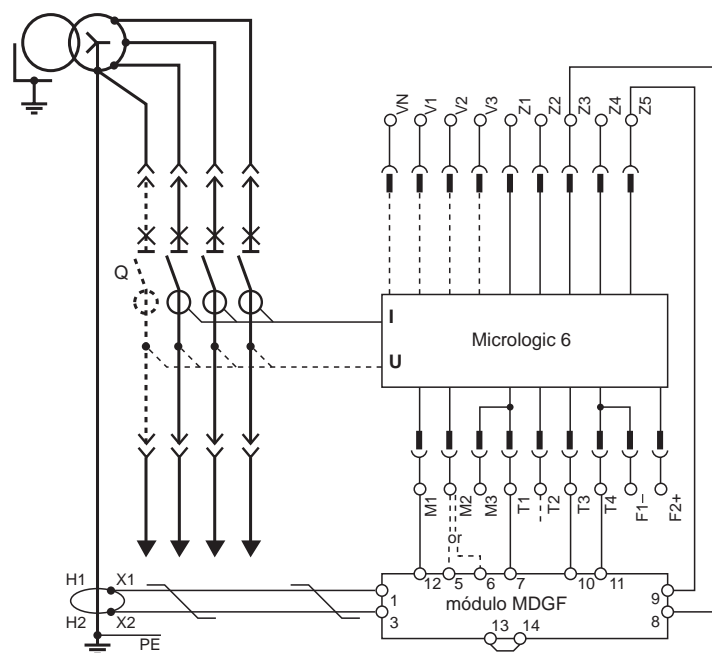 VN V1 V2 V3 Z1 Z2 Z3 Z4 Z5
Q
I
Micrologic 6
U
M1 M2 M3 T1 T2 T3 T4 F1– F2+
or
12 5 6 7 10 11
H1 X1
1
módulo MDGF
9
H2 X2
3
8
13 14
PE